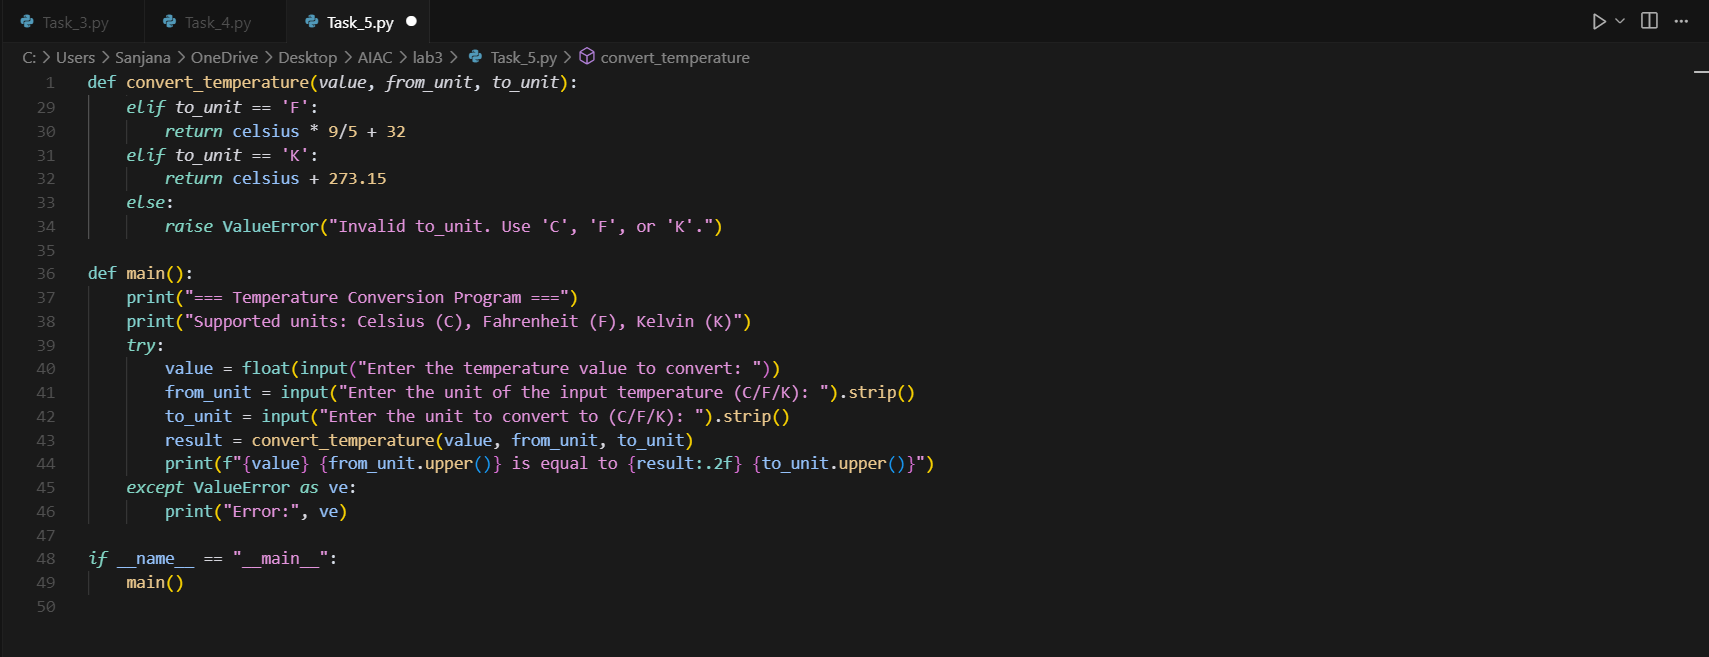 Task_3.py Task_4.py Task_5.py
C: > Users > Sanjana > OneDrive > Desktop > AIAC > lab3 > Task_5.py > convert_temperature
1 def convert_temperature(value, from_unit, to_unit):
29     elif to_unit == 'F':
30         return celsius * 9/5 + 32
31     elif to_unit == 'K':
32         return celsius + 273.15
33     else:
34         raise ValueError("Invalid to_unit. Use 'C', 'F', or 'K'.")
35
36 def main():
37     print("=== Temperature Conversion Program ===")
38     print("Supported units: Celsius (C), Fahrenheit (F), Kelvin (K)")
39     try:
40         value = float(input("Enter the temperature value to convert: "))
41         from_unit = input("Enter the unit of the input temperature (C/F/K): ").strip()
42         to_unit = input("Enter the unit to convert to (C/F/K): ").strip()
43         result = convert_temperature(value, from_unit, to_unit)
44         print(f"{value} {from_unit.upper()} is equal to {result:.2f} {to_unit.upper()}")
45     except ValueError as ve:
46         print("Error:", ve)
47
48 if __name__ == "__main__":
49     main()
50